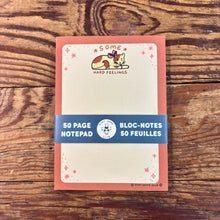 SOME
HARD FEELINGS
50 PAGE
NOTEPAD
BLOC-NOTES
50 FEUILLES